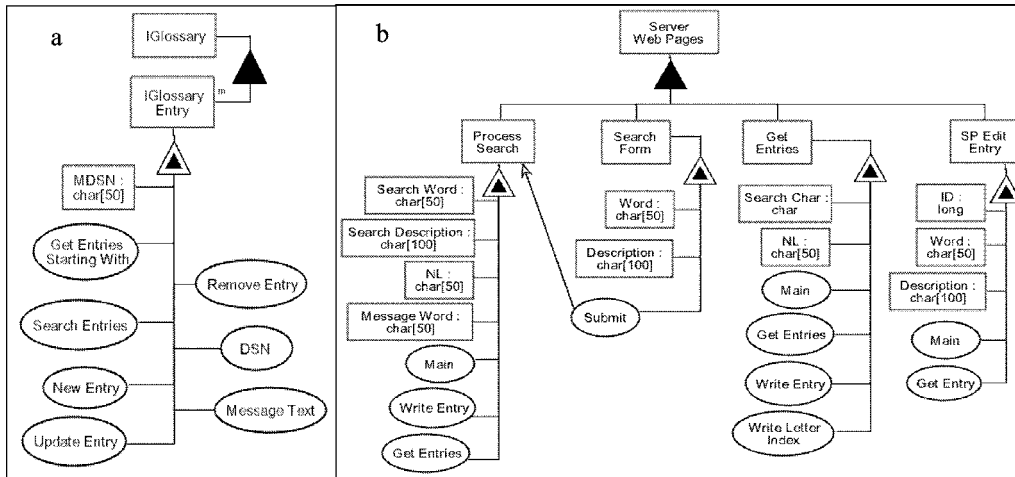 a
IGlossary
IGlossary
Entry
m
MDSN :
char[50]
Get Entries
Starting With
Remove Entry
Search Entries
DSN
New Entry
Message Text
Update Entry
b
Server
Web Pages
Process
Search
Search
Form
Get
Entries
SP Edit
Entry
Search Word :
char[50]
Search Description :
char[100]
NL :
char[50]
Message Word :
char[50]
Main
Write Entry
Get Entries
Word :
char[50]
Description :
char[100]
Submit
Search Char :
char
NL :
char[50]
Main
Get Entries
Write Entry
Write Letter
Index
ID :
long
Word :
char[50]
Description :
char[100]
Main
Get Entry